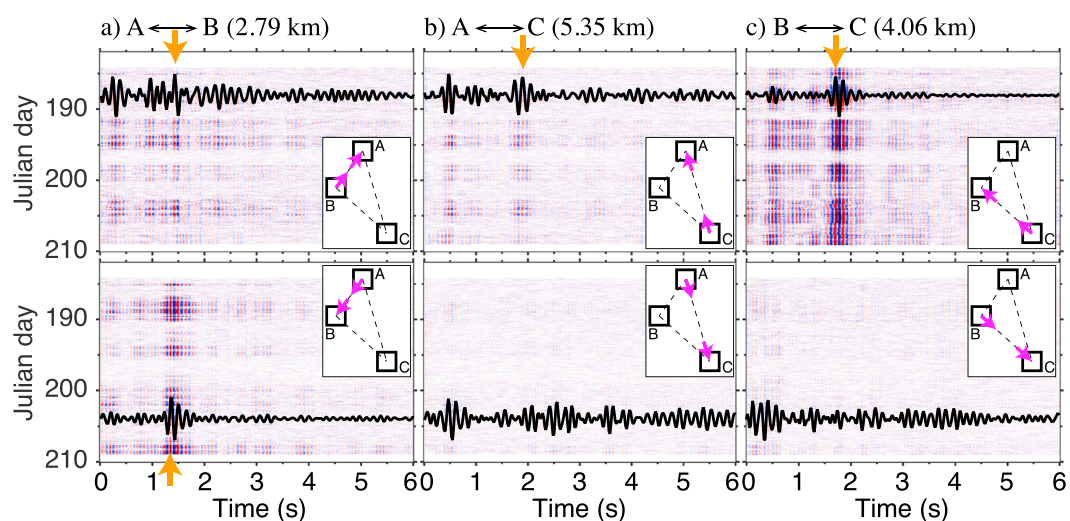 a) A ⟷ B (2.79 km)
b) A ⟷ C (5.35 km)
c) B ⟷ C (4.06 km)
Julian day
190
200
210
A
B
C
A
B
C
A
B
C
Julian day
190
200
210
A
B
C
A
B
C
A
B
C
0 1 2 3 4 5 6
0 1 2 3 4 5 6
0 1 2 3 4 5 6
Time (s)
Time (s)
Time (s)